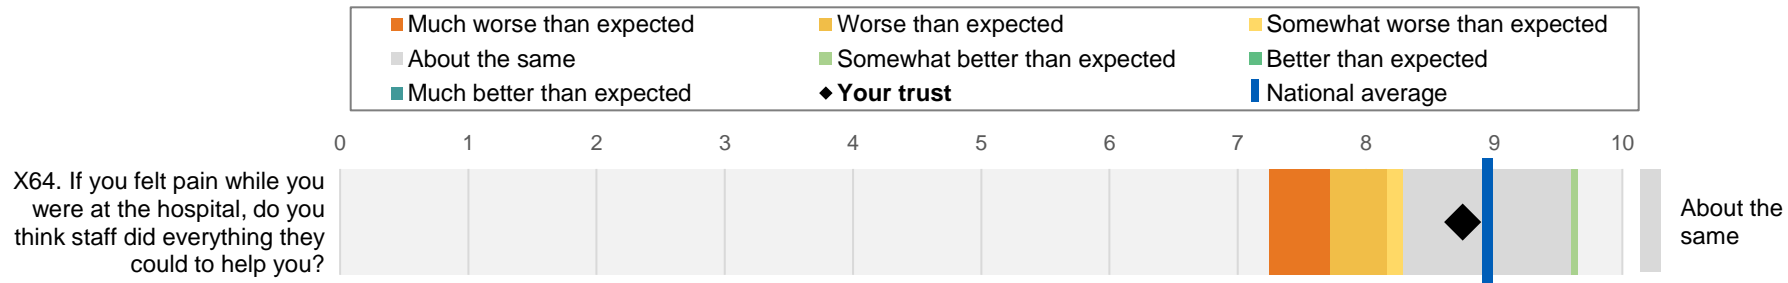 Much worse than expected
Worse than expected
Somewhat worse than expected
About the same
Somewhat better than expected
Better than expected
Much better than expected
Your trust
National average
0 1 2 3 4 5 6 7 8 9 10
X64. If you felt pain while you
were at the hospital, do you
think staff did everything they
could to help you?
About the
same